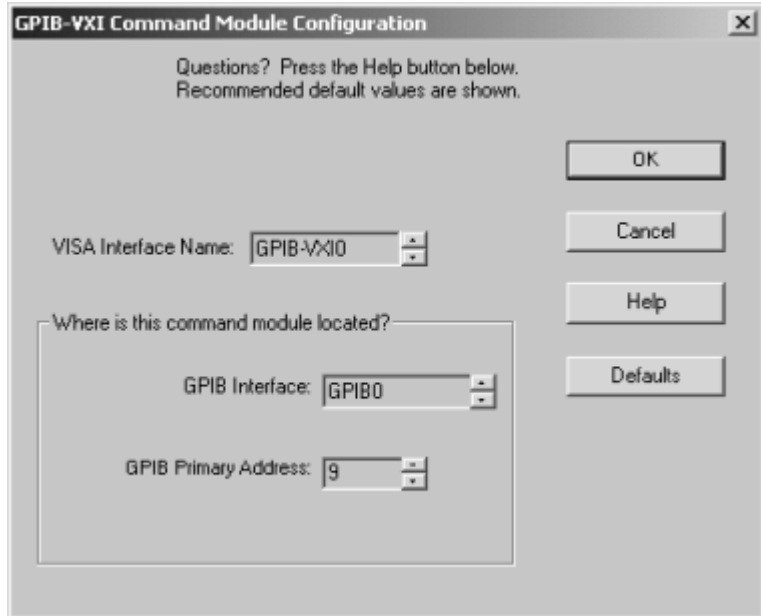 GPIB-VXI Command Module Configuration
Questions? Press the Help button below.
Recommended default values are shown.
OK
VISA Interface Name: GPIB-VXI0
Cancel
Help
Where is this command module located?
GPIB Interface: GPIB0
Defaults
GPIB Primary Address: 9